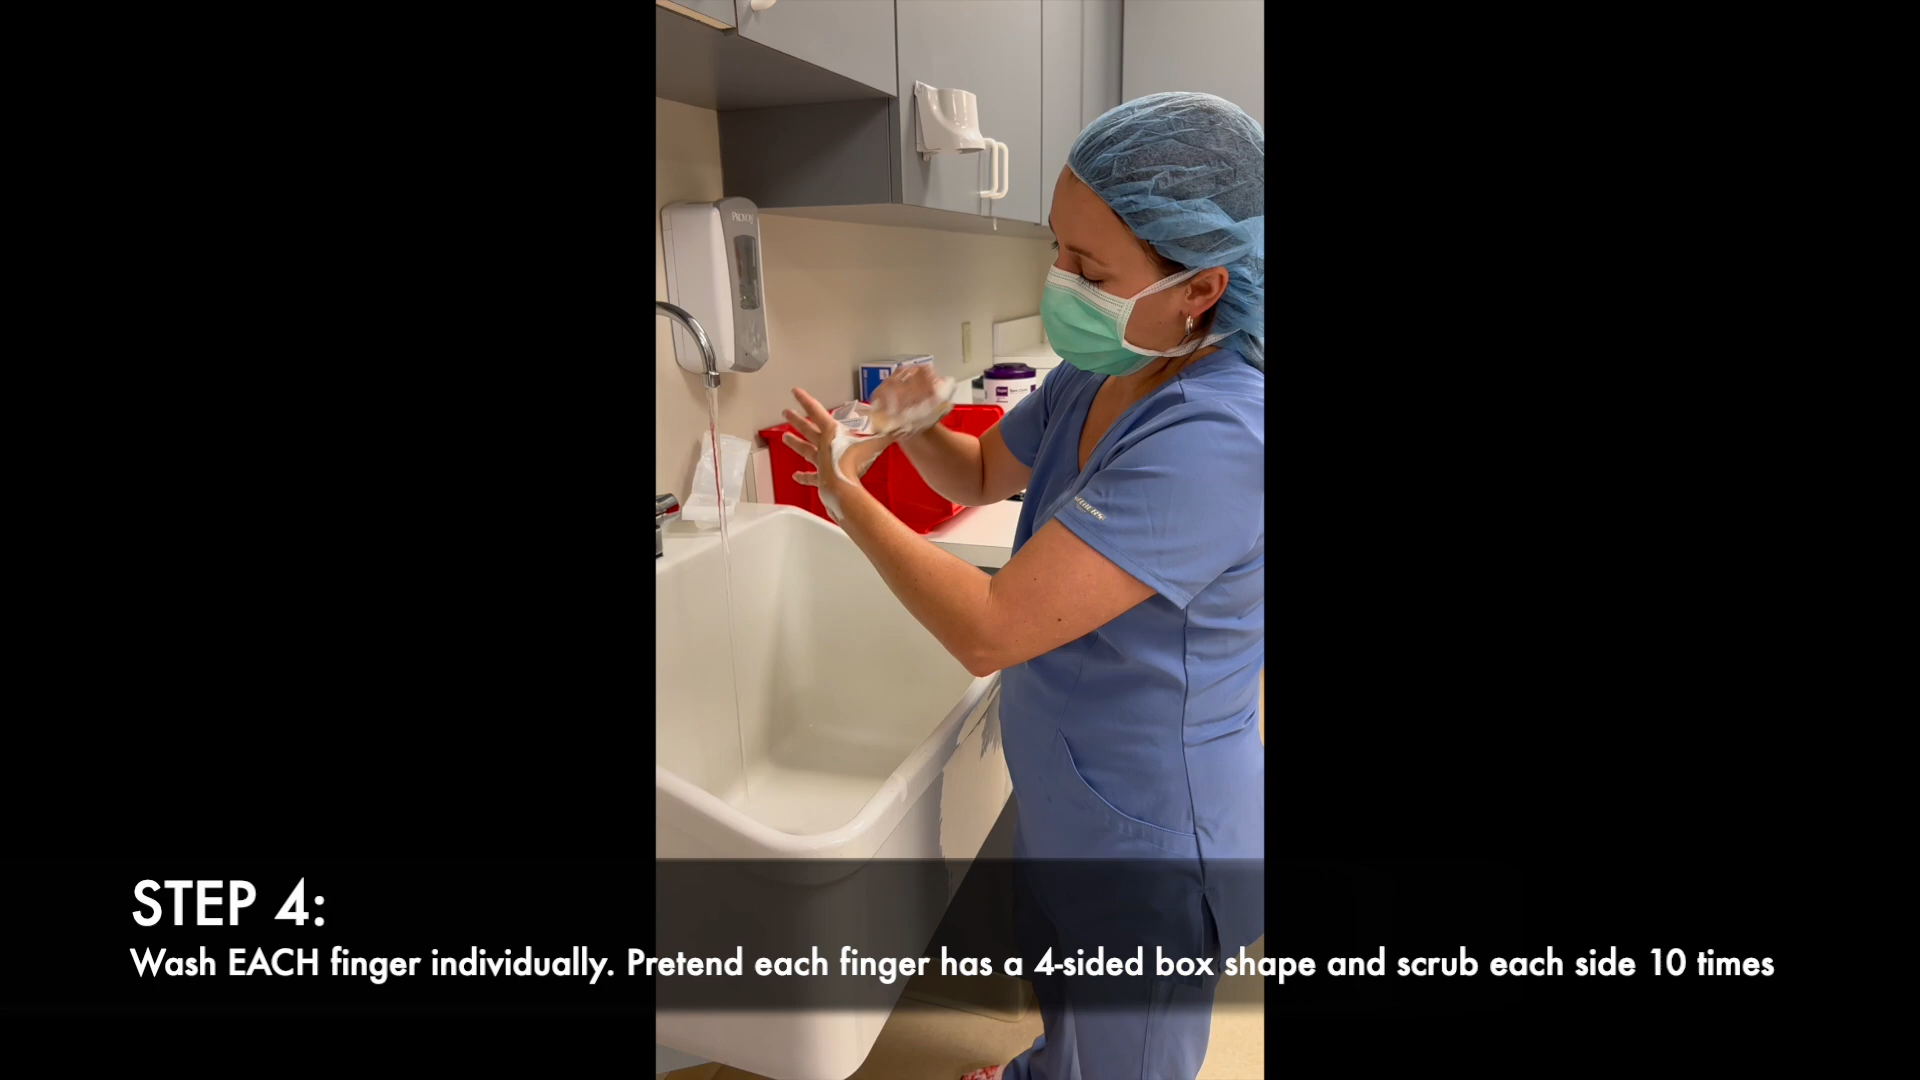 PROVON
STEP 4:
Wash EACH finger individually. Pretend each finger has a 4-sided box shape and scrub each side 10 times